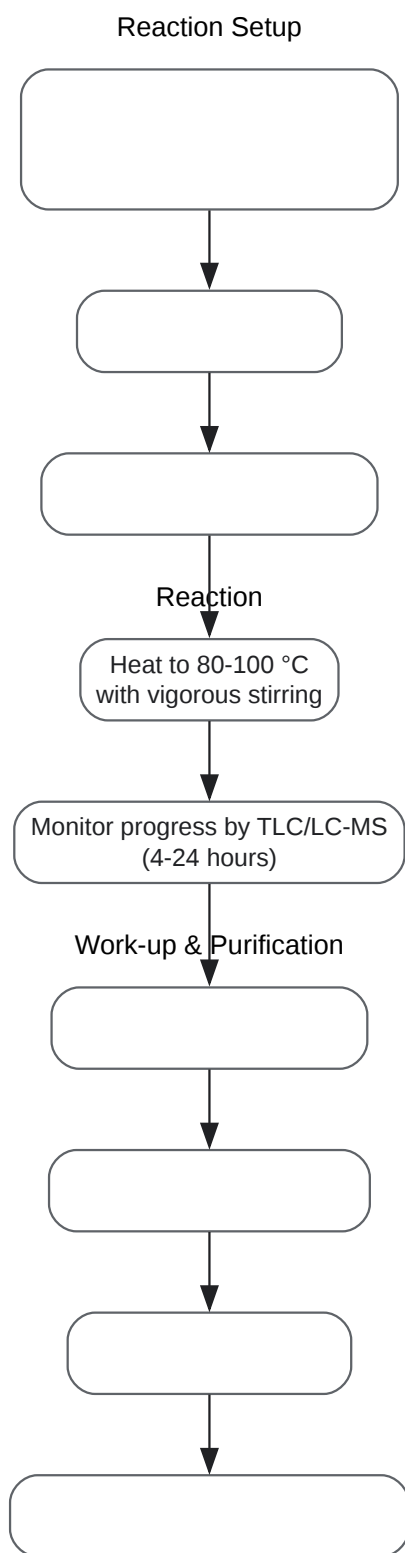 Reaction Setup
Reaction
Heat to 80-100 °C
with vigorous stirring
Monitor progress by TLC/LC-MS
(4-24 hours)
Work-up & Purification